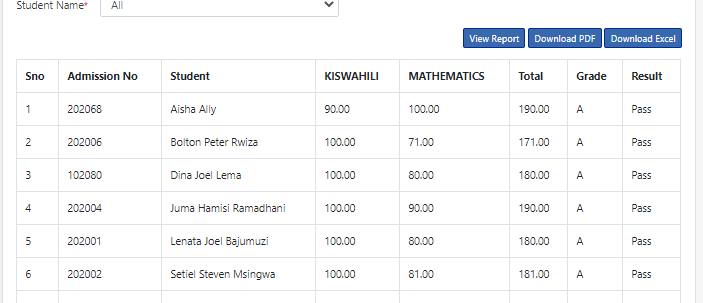 Student Name* All
View Report Download PDF Download Excel
Sno Admission No Student KISWAHILI MATHEMATICS Total Grade Result
1 202068 Aisha Ally 90.00 100.00 190.00 A Pass
2 202006 Bolton Peter Rwiza 100.00 71.00 171.00 A Pass
3 102080 Dina Joel Lema 100.00 80.00 180.00 A Pass
4 202004 Juma Hamisi Ramadhani 100.00 90.00 190.00 A Pass
5 202001 Lenata Joel Bajumuzi 100.00 80.00 180.00 A Pass
6 202002 Setiel Steven Msingwa 100.00 81.00 181.00 A Pass